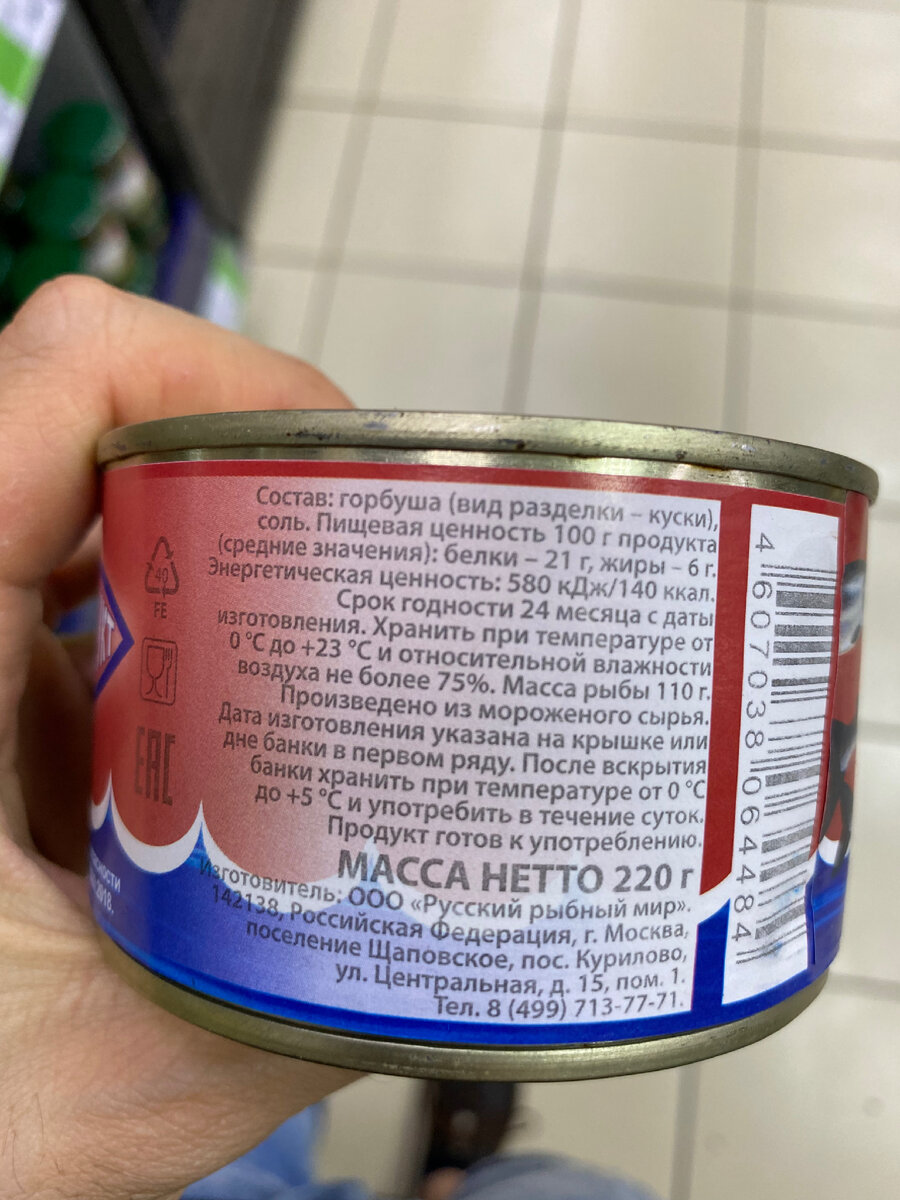 Состав: горбуша (вид разделки – куски),
соль. Пищевая ценность 100 г продукта
(средние значения): белки – 21 г, жиры – 6 г.
Энергетическая ценность: 580 кДж/140 ккал.
Срок годности 24 месяца с даты
изготовления. Хранить при температуре от
0 °С до +23 °С и относительной влажности
воздуха не более 75%. Масса рыбы 110 г.
Произведено из мороженого сырья.
Дата изготовления указана на крышке или
дне банки в первом ряду. После вскрытия
банки хранить при температуре от 0 °С
до +5 °С и употребить в течение суток.
Продукт готов к употреблению.
МАССА НЕТТО 220 г
Изготовитель: ООО «Русский рыбный мир».
142138, Российская Федерация, г. Москва,
поселение Щаповское, пос. Курилово,
ул. Центральная, д. 15, пом. 1.
Тел. 8 (499) 713-77-71.
40
FE
EAC
4 607038 064484